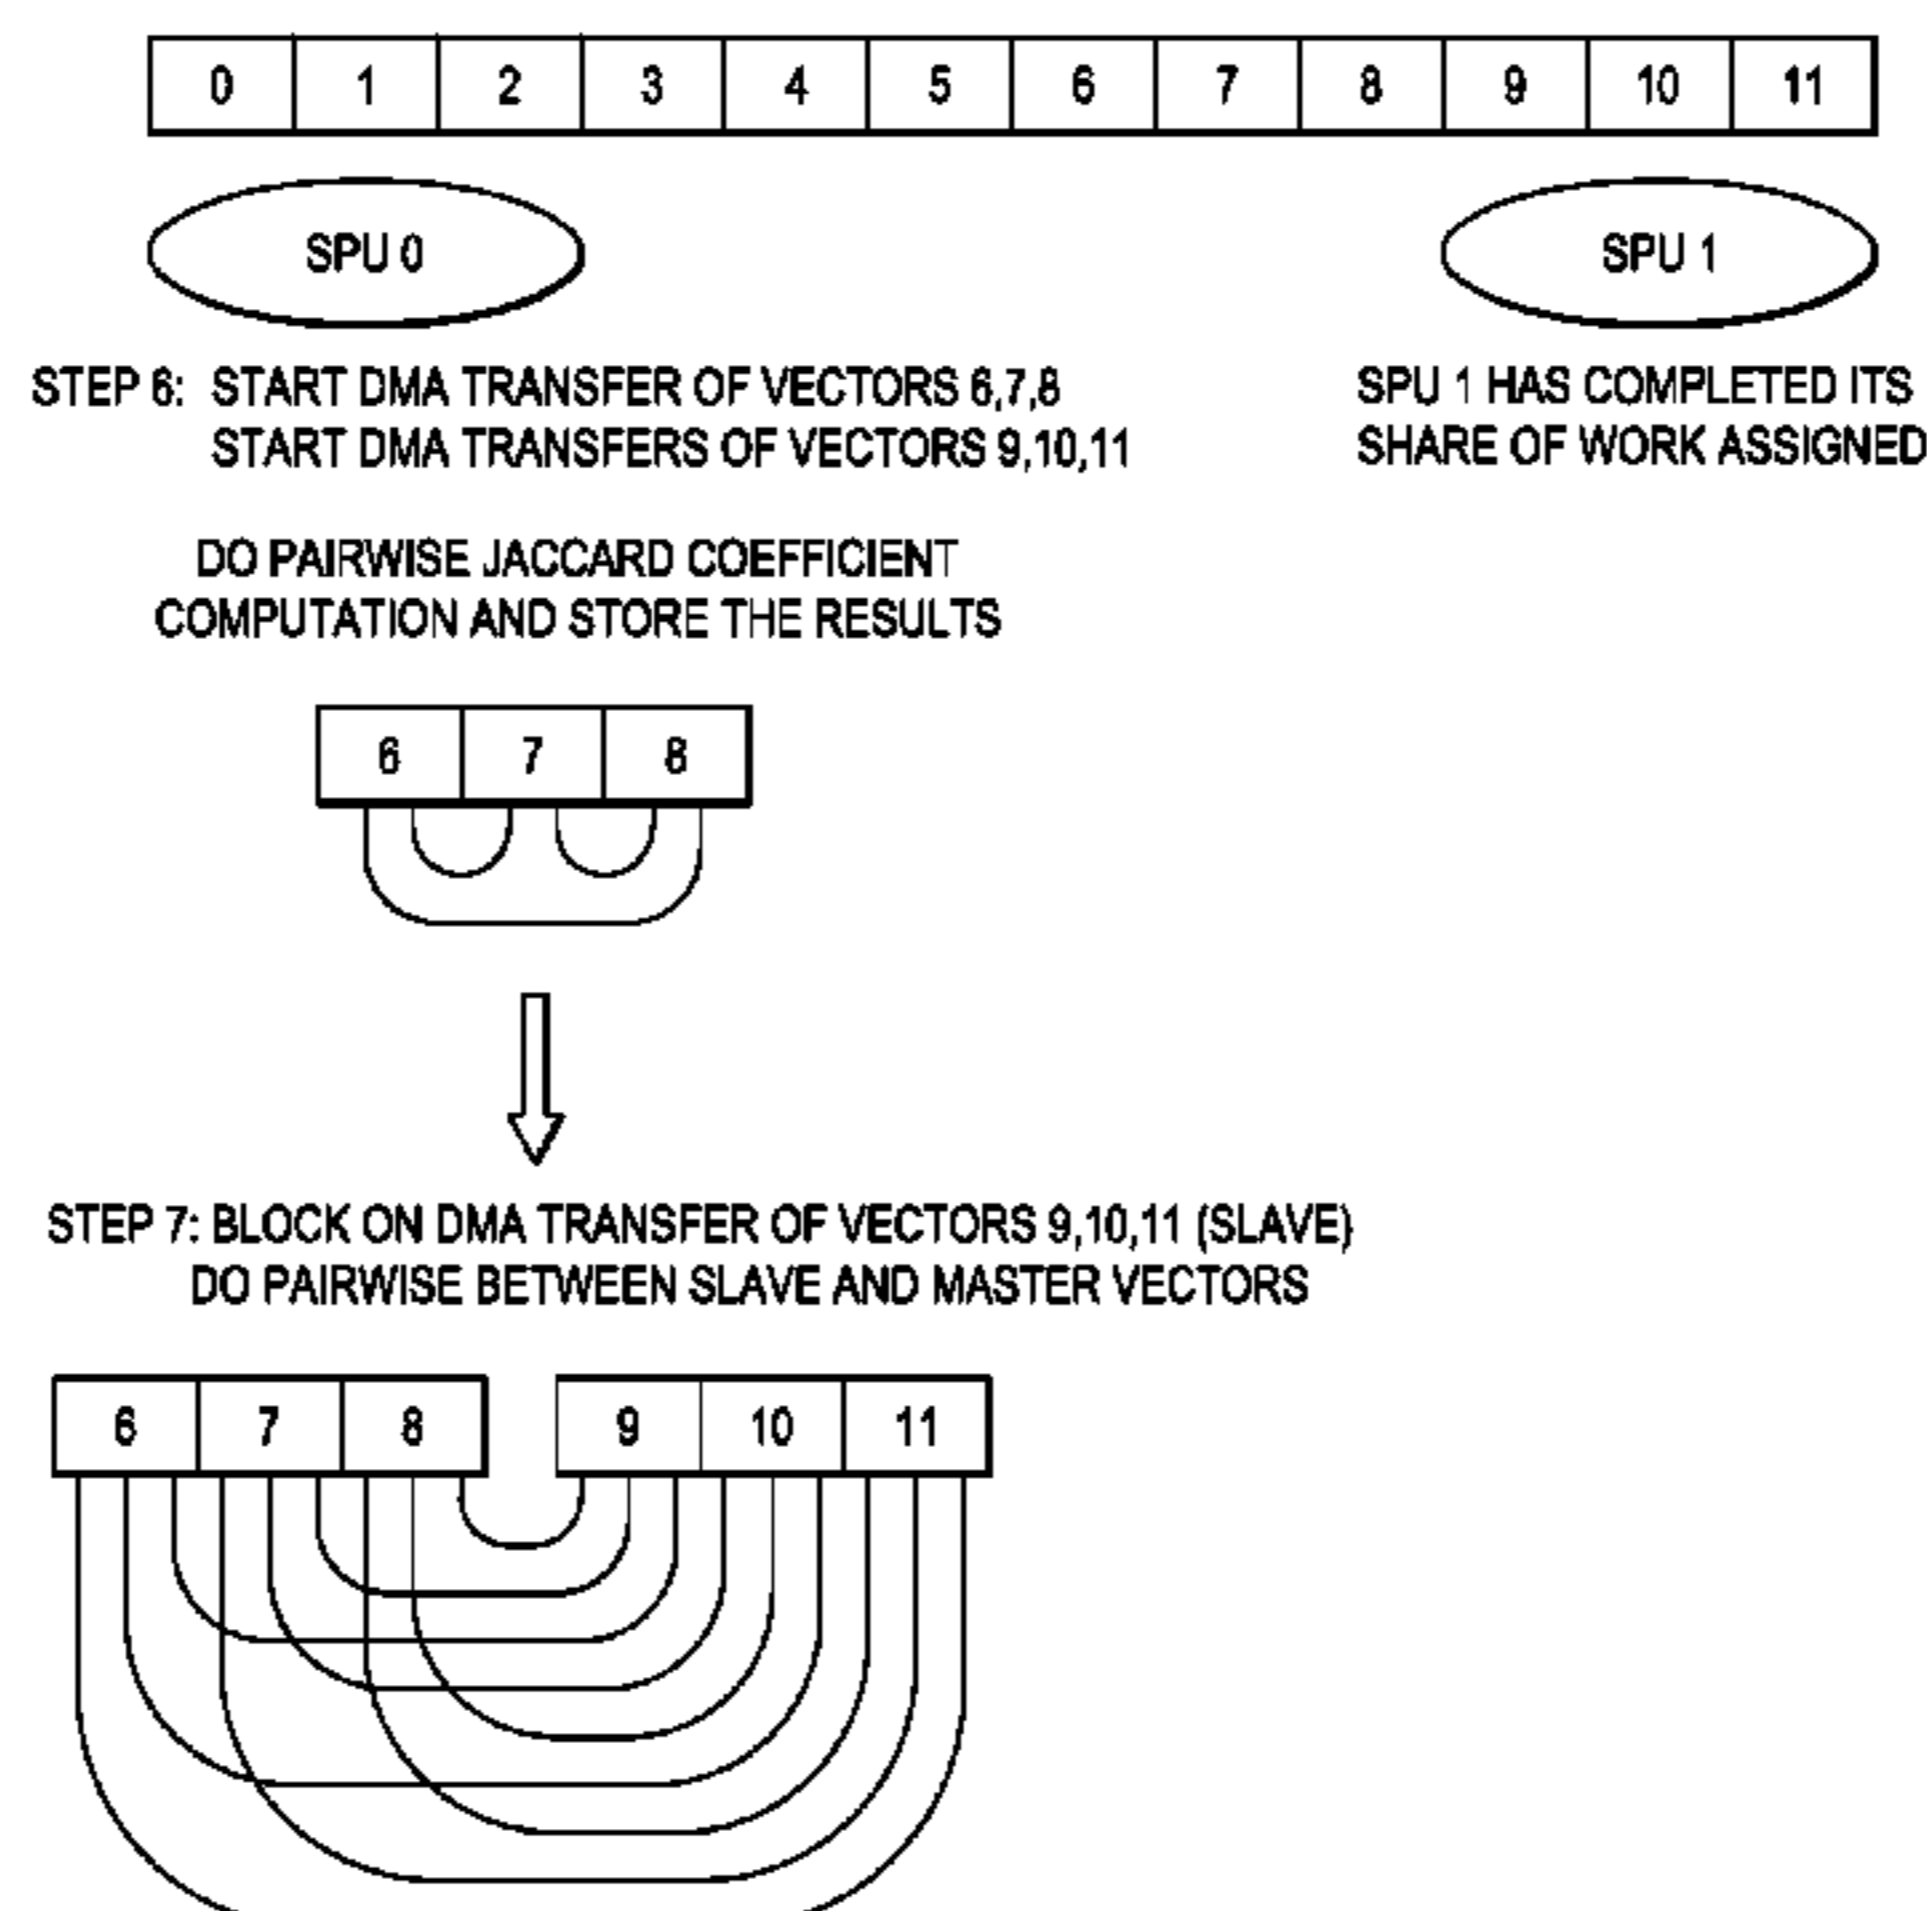 0 1 2 3 4 5 6 7 8 9 10 11
SPU 0 SPU 1
STEP 6: START DMA TRANSFER OF VECTORS 6,7,8
START DMA TRANSFERS OF VECTORS 9,10,11
SPU 1 HAS COMPLETED ITS
SHARE OF WORK ASSIGNED
DO PAIRWISE JACCARD COEFFICIENT
COMPUTATION AND STORE THE RESULTS
6 7 8
STEP 7: BLOCK ON DMA TRANSFER OF VECTORS 9,10,11 (SLAVE)
DO PAIRWISE BETWEEN SLAVE AND MASTER VECTORS
6 7 8 9 10 11